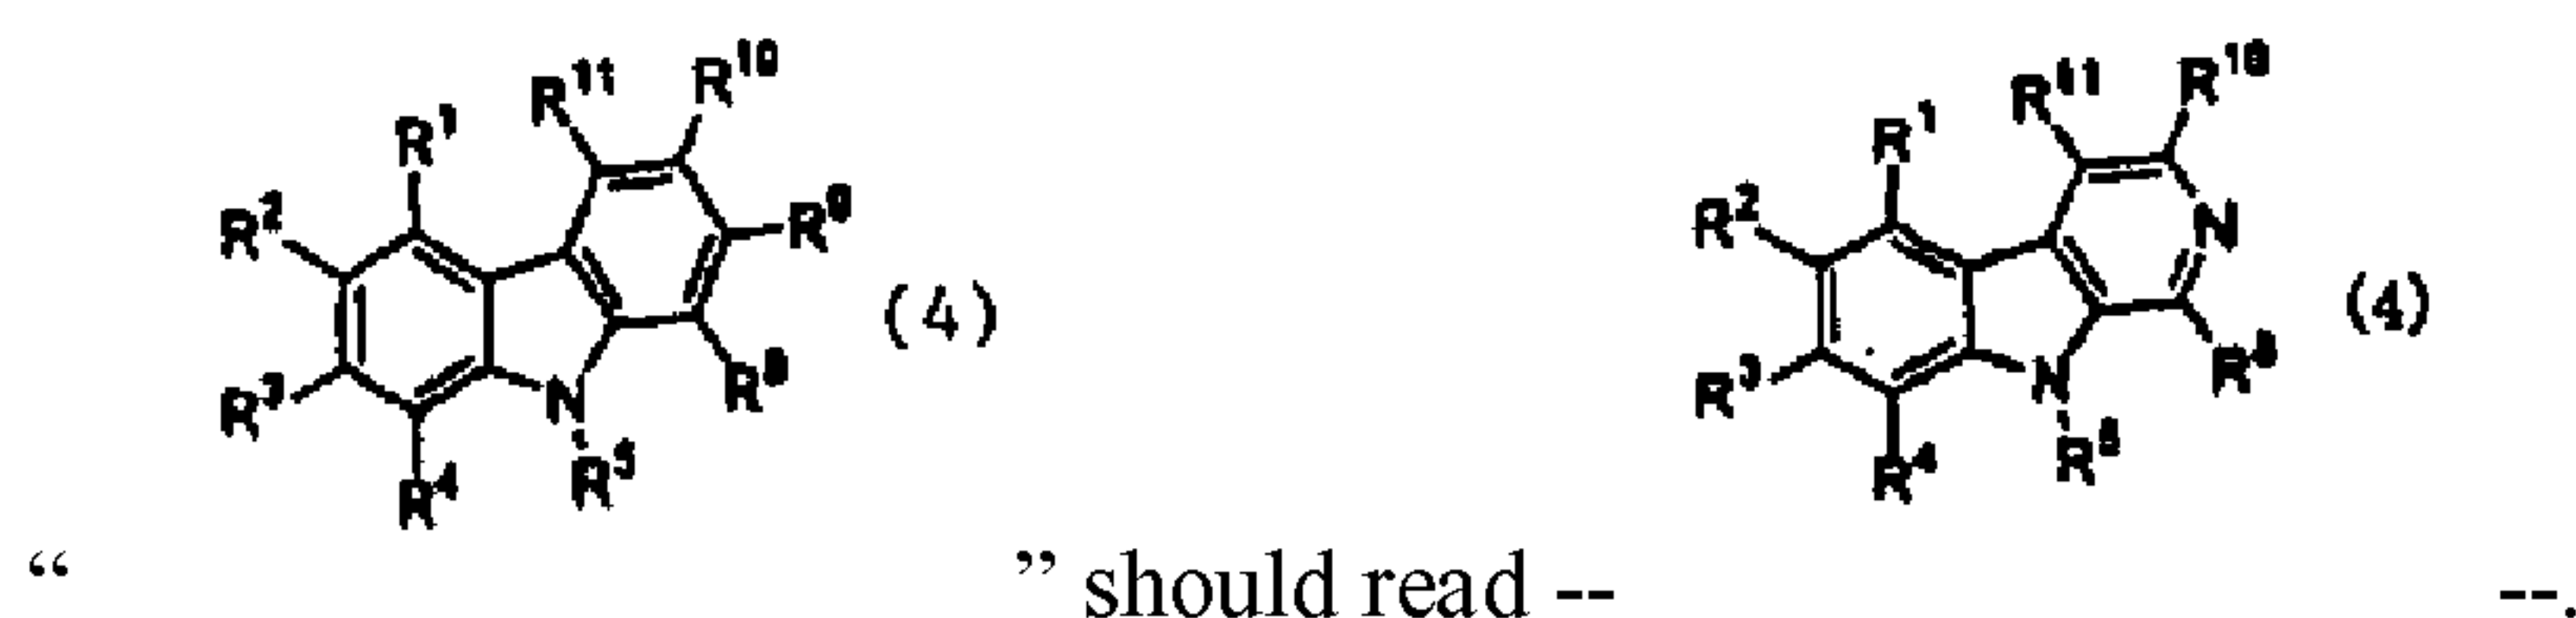 R¹ R² R³ R⁴ R⁵ N R⁸ R⁹ R¹⁰ R¹¹ (4)
R¹ R² R³ R⁴ R⁵ N R⁸ N R¹⁰ R¹¹ (4)
“ ” should read -- --.